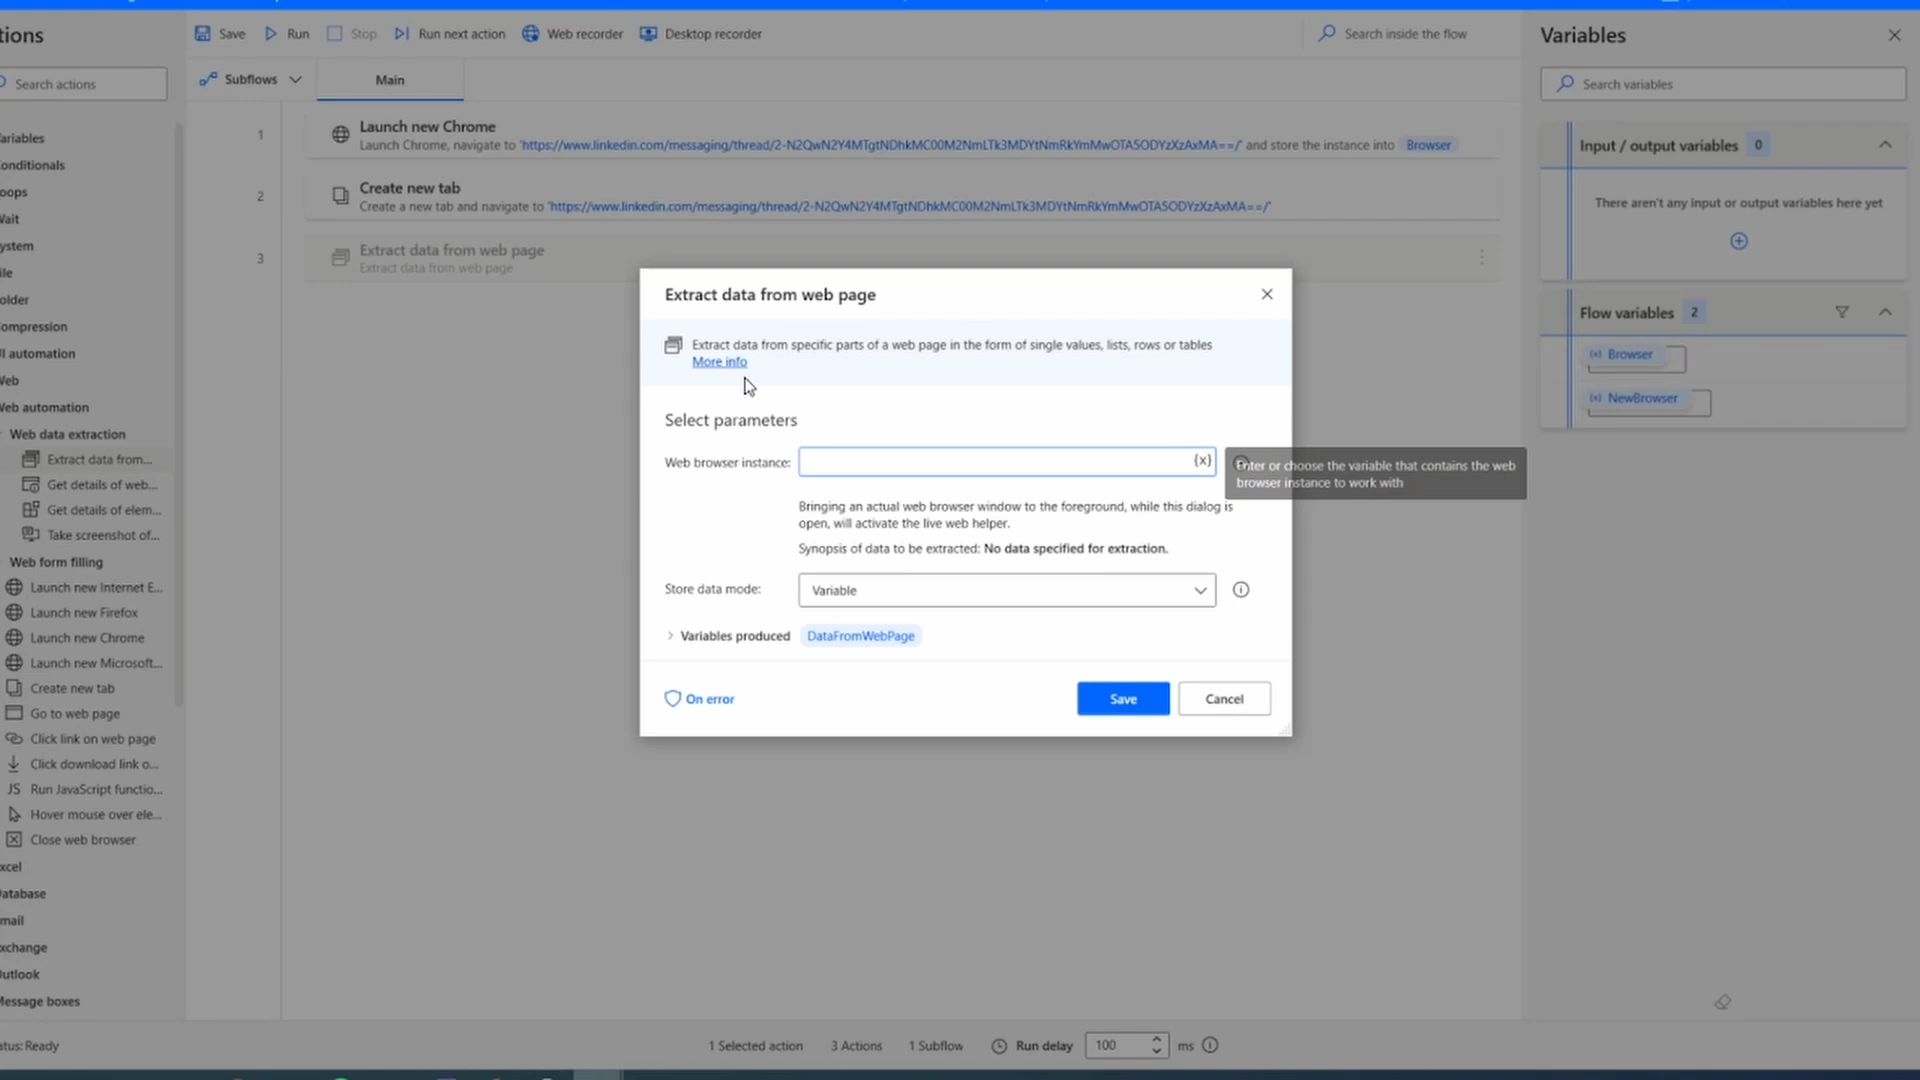 tions
Save
Run
Stop
Run next action
Web recorder
Desktop recorder
Search inside the flow
Variables
Search actions
Subflows
Main
Search variables
ariables
onditionals
oops
Wait
ystem
ile
older
ompression
I automation
Veb
Veb automation
Web data extraction
Extract data from...
Get details of web...
Get details of elem...
Take screenshot of...
Web form filling
Launch new Internet E...
Launch new Firefox
Launch new Chrome
Launch new Microsoft...
Create new tab
Go to web page
Click link on web page
Click download link o...
JS Run JavaScript functio...
Hover mouse over ele...
Close web browser
xcel
Database
mail
xchange
Outlook
Message boxes
1
Launch new Chrome
Launch Chrome, navigate to 'https://www.linkedin.com/messaging/thread/2-N2QwN2Y4MTgtNDhkMC00M2NmLTk3MDYtNmRkYmMwOTA5ODYzXzAxMA==/' and store the instance into Browser
2
Create new tab
Create a new tab and navigate to 'https://www.linkedin.com/messaging/thread/2-N2QwN2Y4MTgtNDhkMC00M2NmLTk3MDYtNmRkYmMwOTA5ODYzXzAxMA==/'
3
Extract data from web page
Extract data from web page
Extract data from web page
Extract data from specific parts of a web page in the form of single values, lists, rows or tables
More info
Select parameters
Web browser instance:
{x}
Enter or choose the variable that contains the web
browser instance to work with
Bringing an actual web browser window to the foreground, while this dialog is
open, will activate the live web helper.
Synopsis of data to be extracted: No data specified for extraction.
Store data mode:
Variable
Variables produced DataFromWebPage
On error
Save
Cancel
Input / output variables 0
There aren't any input or output variables here yet
Flow variables 2
(x) Browser
(x) NewBrowser
atus: Ready
1 Selected action
3 Actions
1 Subflow
Run delay
100
ms